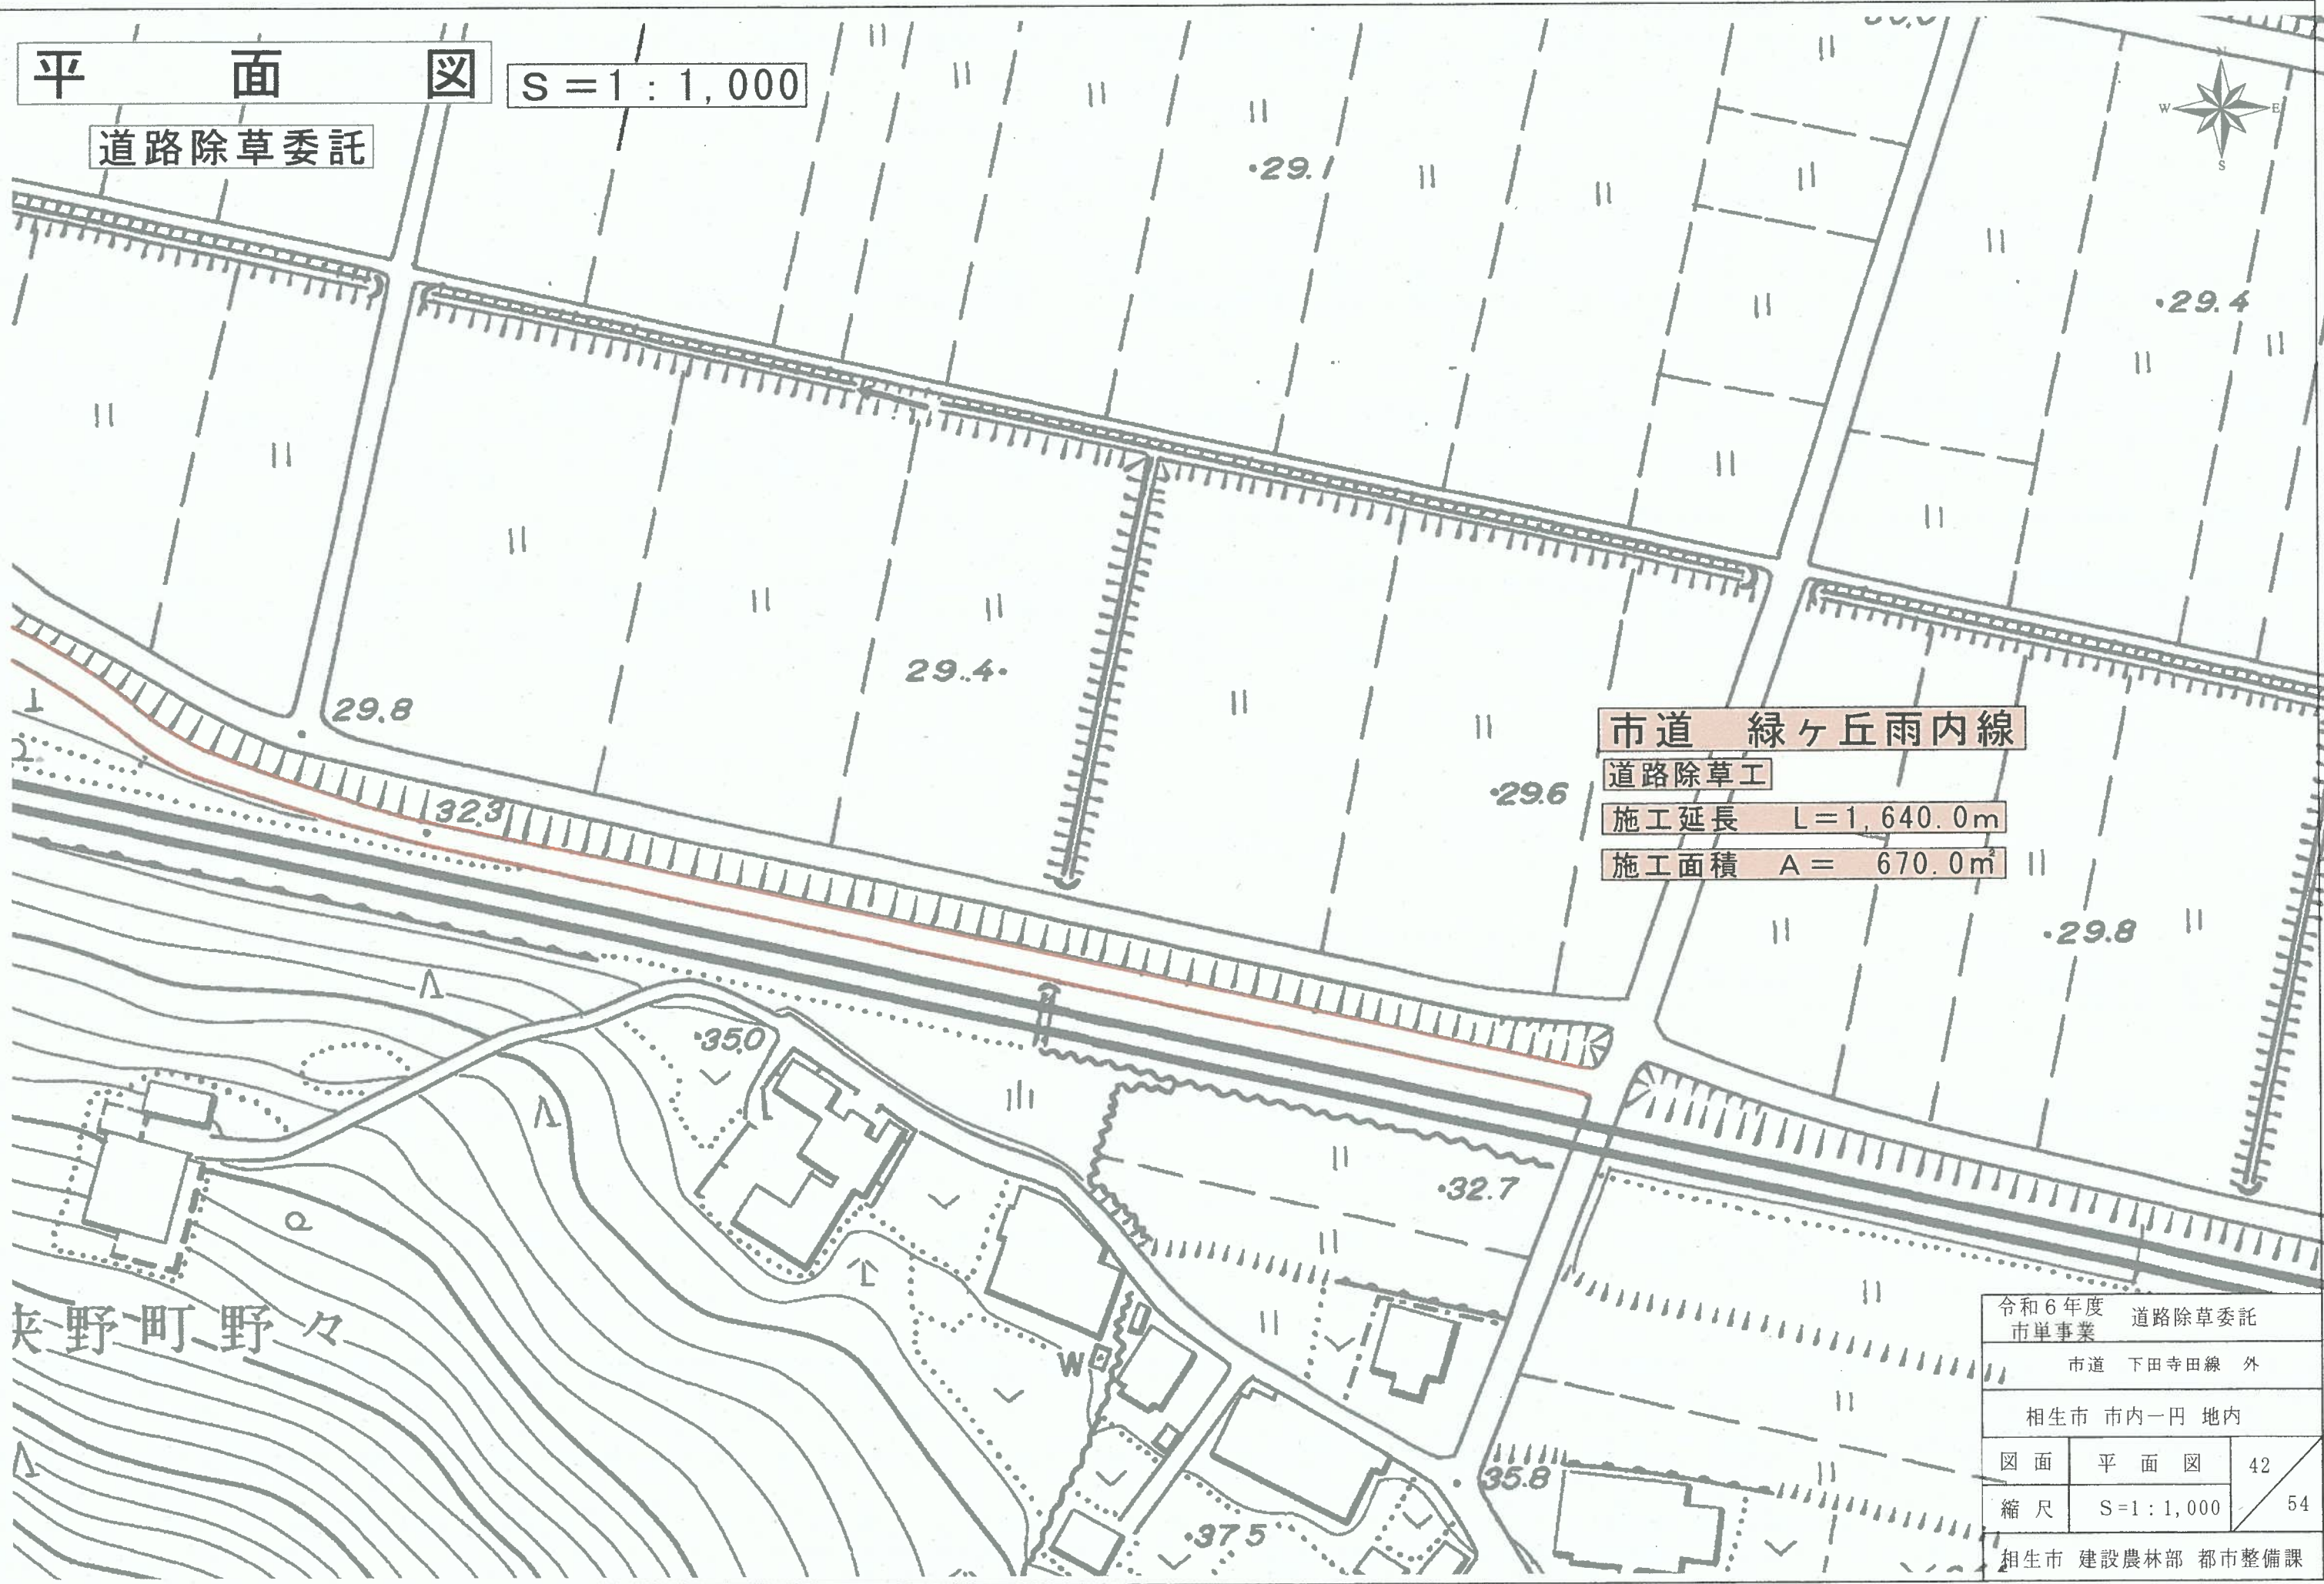 平面図
S＝1：1,000
道路除草委託
N
W
E
S
29.1
29.4
29.8
29.4
32.3
29.6
市道　緑ヶ丘雨内線
道路除草工
施工延長　L＝1,640.0m
施工面積　A＝　670.0㎡
29.8
35.0
32.7
野町野々
W
35.8
37.5
令和６年度
市単事業
道路除草委託
市道　下田寺田線　外
相生市 市内一円 地内
図面
平面図
42
54
縮尺
S=1：1,000
相生市 建設農林部 都市整備課